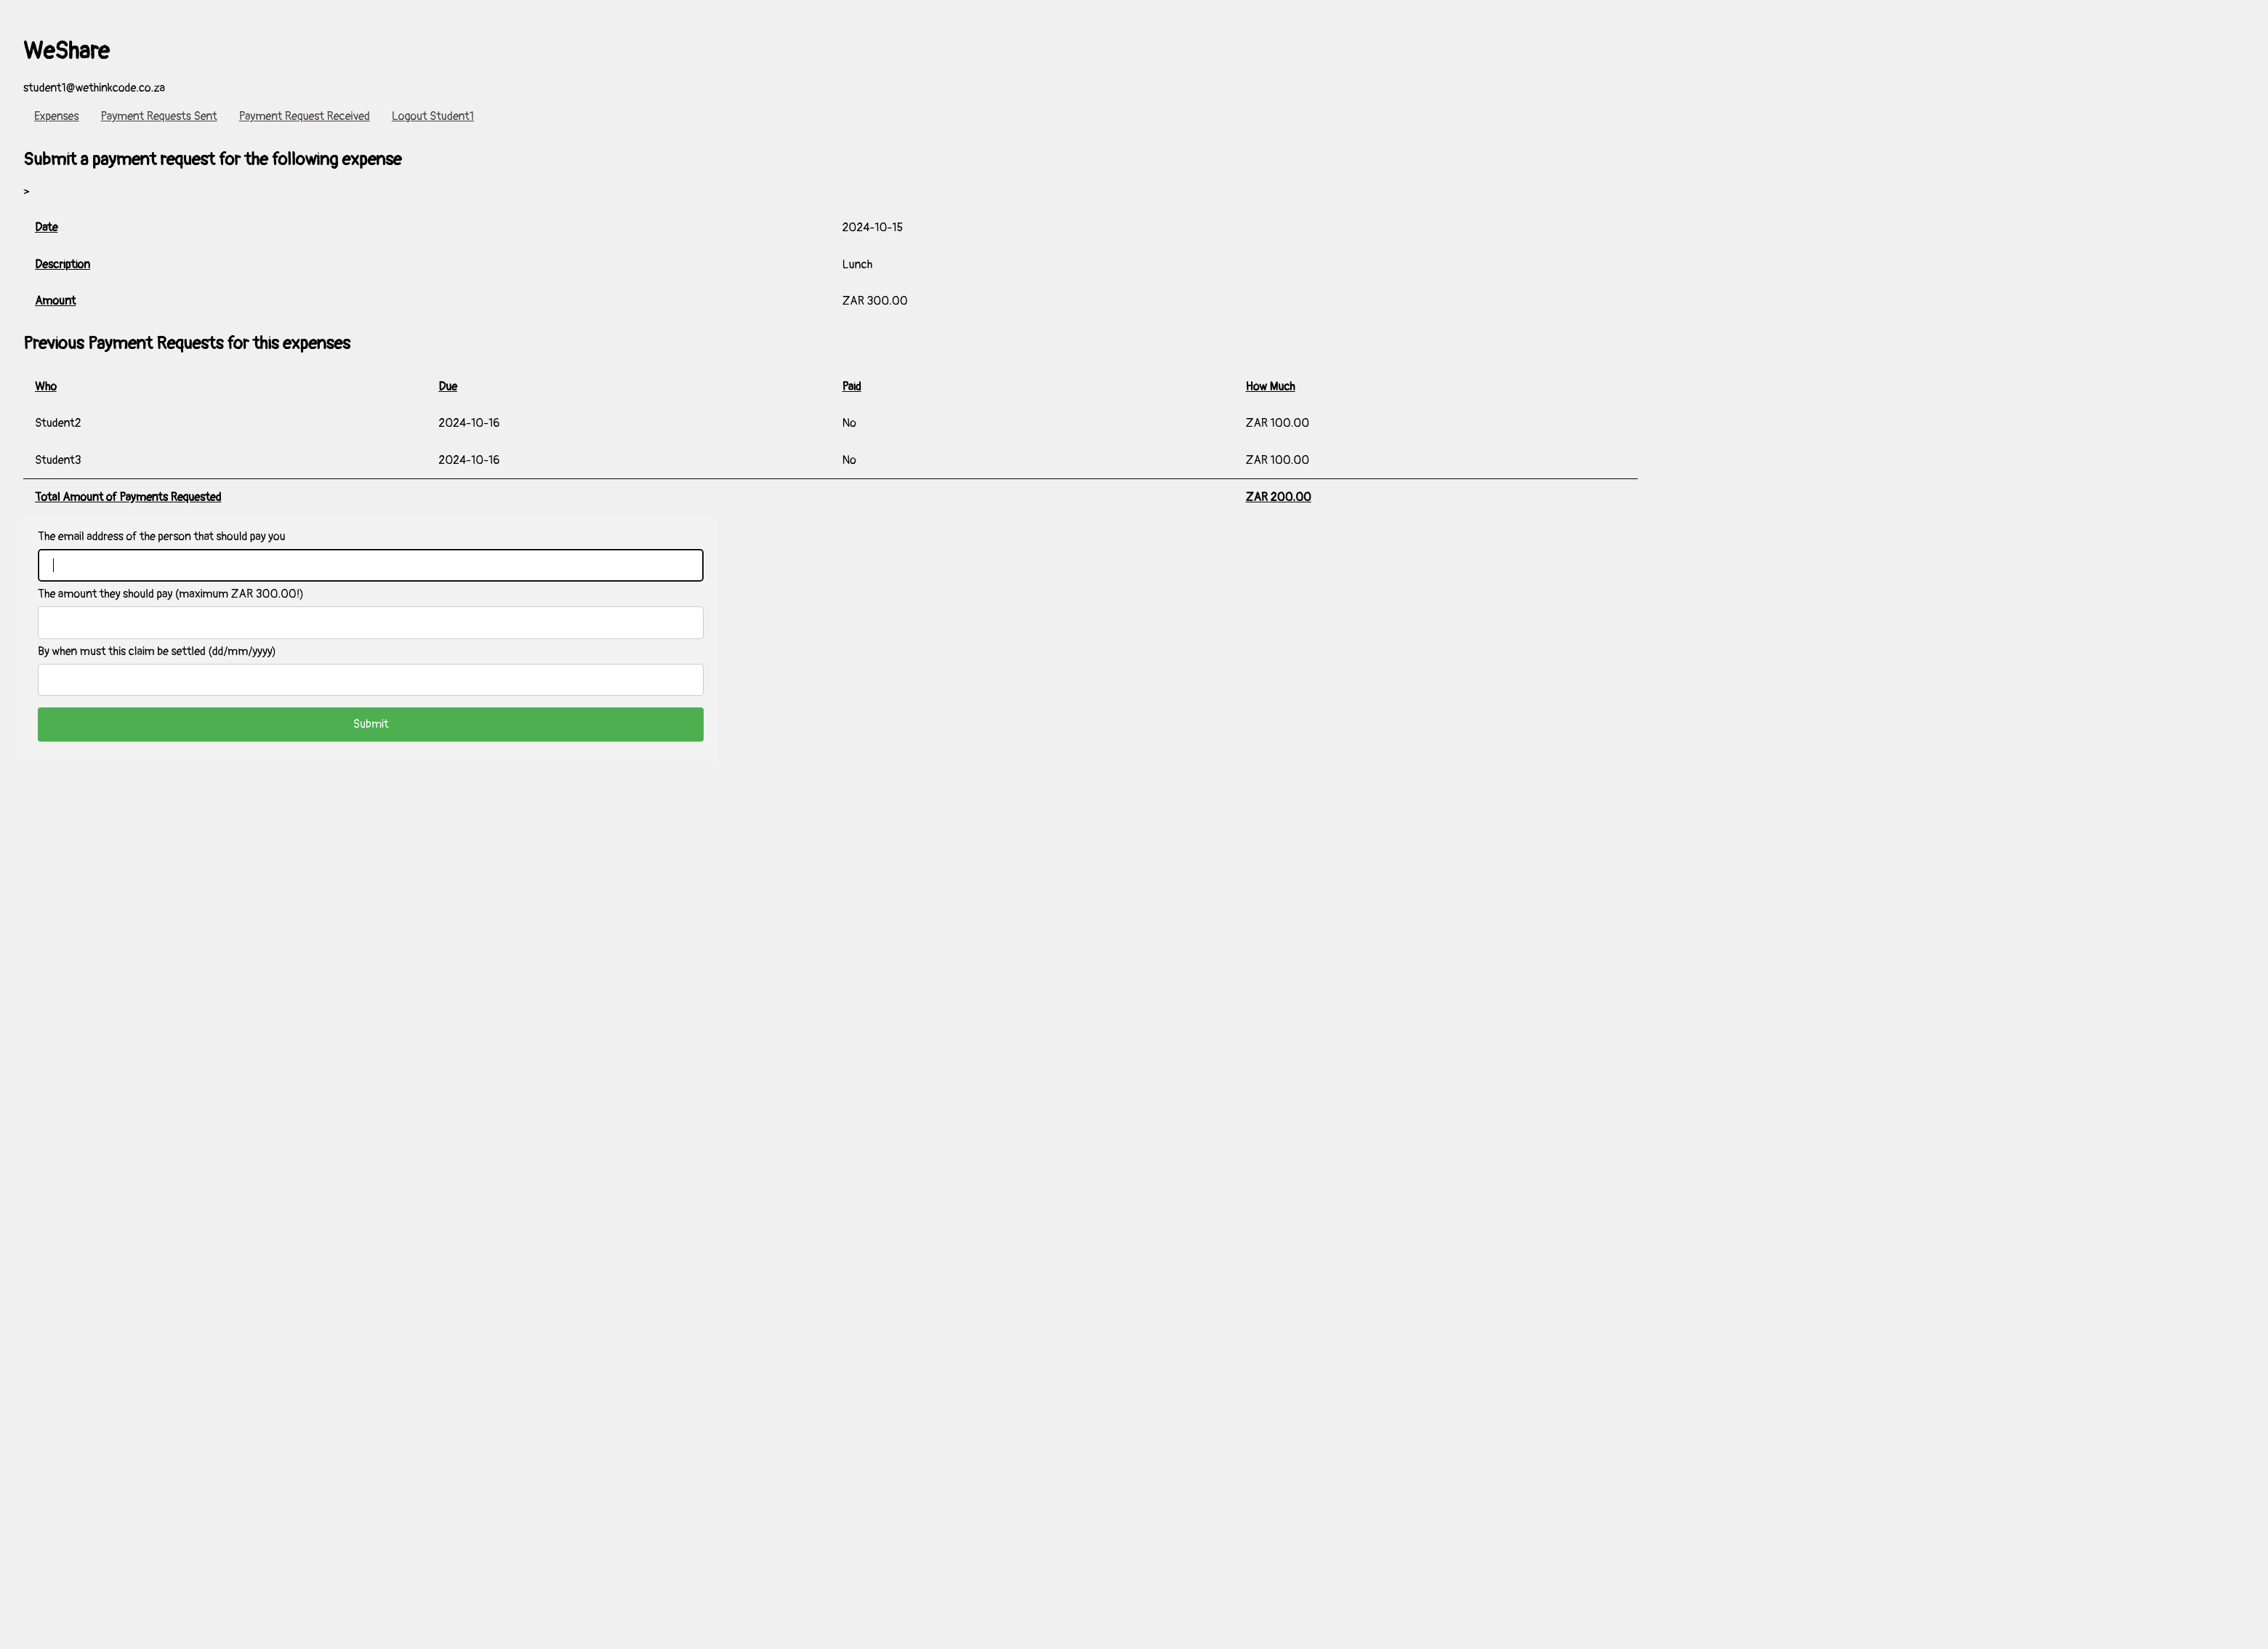 WeShare
student1@wethinkcode.co.za
Expenses Payment Requests Sent Payment Request Received Logout Student1
Submit a payment request for the following expense
>
Date 2024-10-15
Description Lunch
Amount ZAR 300.00
Previous Payment Requests for this expenses
Who Due Paid How Much
Student2 2024-10-16 No ZAR 100.00
Student3 2024-10-16 No ZAR 100.00
Total Amount of Payments Requested ZAR 200.00
The email address of the person that should pay you
The amount they should pay (maximum ZAR 300.00!)
By when must this claim be settled (dd/mm/yyyy)
Submit